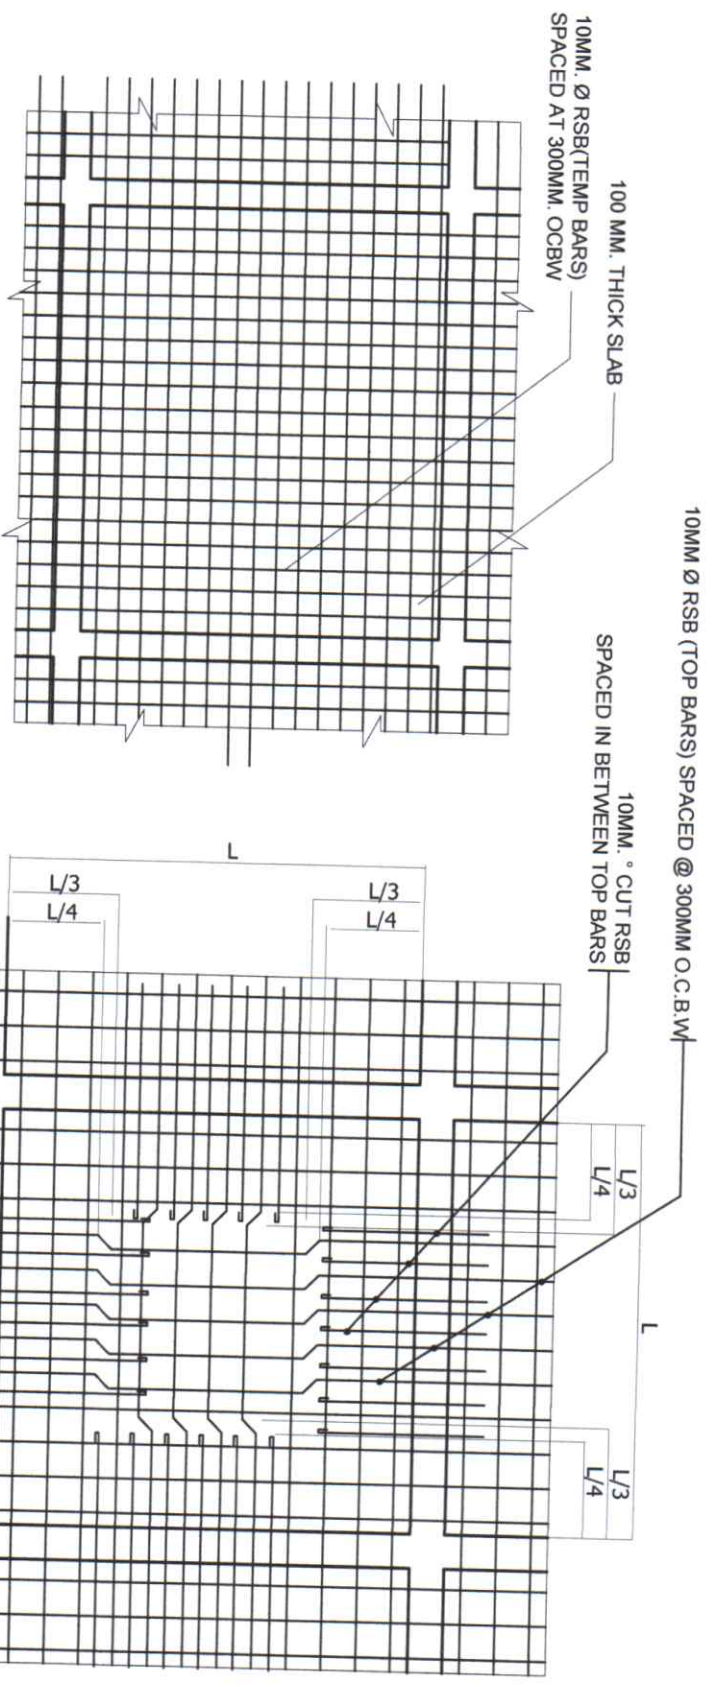 10MM. Ø RSB(TEMP BARS)
SPACED AT 300MM. OCBW
100 MM. THICK SLAB
10MM Ø RSB (TOP BARS) SPACED @ 300MM O.C.B.W
10MM. ° CUT RSB
SPACED IN BETWEEN TOP BARS
L
L/3
L/4
L/3
L/4
L/3
L/4
L
L/3
L/4